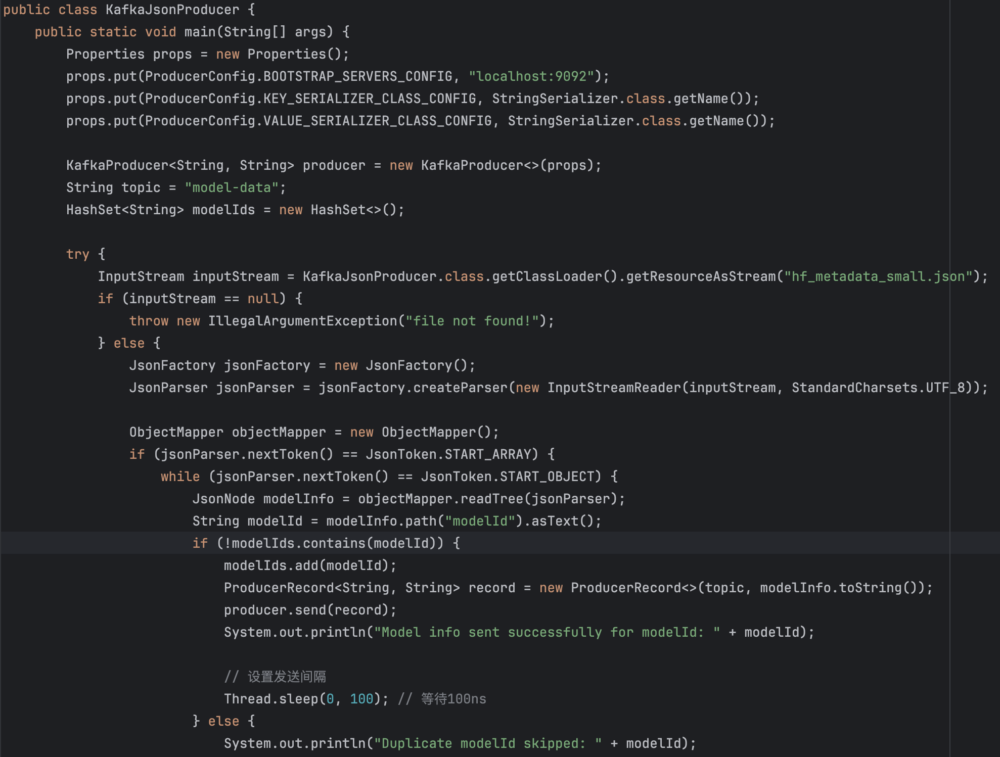 public class KafkaJsonProducer {
    public static void main(String[] args) {
        Properties props = new Properties();
        props.put(ProducerConfig.BOOTSTRAP_SERVERS_CONFIG, "localhost:9092");
        props.put(ProducerConfig.KEY_SERIALIZER_CLASS_CONFIG, StringSerializer.class.getName());
        props.put(ProducerConfig.VALUE_SERIALIZER_CLASS_CONFIG, StringSerializer.class.getName());

        KafkaProducer<String, String> producer = new KafkaProducer<>(props);
        String topic = "model-data";
        HashSet<String> modelIds = new HashSet<>();

        try {
            InputStream inputStream = KafkaJsonProducer.class.getClassLoader().getResourceAsStream("hf_metadata_small.json");
            if (inputStream == null) {
                throw new IllegalArgumentException("file not found!");
            } else {
                JsonFactory jsonFactory = new JsonFactory();
                JsonParser jsonParser = jsonFactory.createParser(new InputStreamReader(inputStream, StandardCharsets.UTF_8));

                ObjectMapper objectMapper = new ObjectMapper();
                if (jsonParser.nextToken() == JsonToken.START_ARRAY) {
                    while (jsonParser.nextToken() == JsonToken.START_OBJECT) {
                        JsonNode modelInfo = objectMapper.readTree(jsonParser);
                        String modelId = modelInfo.path("modelId").asText();
                        if (!modelIds.contains(modelId)) {
                            modelIds.add(modelId);
                            ProducerRecord<String, String> record = new ProducerRecord<>(topic, modelInfo.toString());
                            producer.send(record);
                            System.out.println("Model info sent successfully for modelId: " + modelId);

                            // 设置发送间隔
                            Thread.sleep(0, 100); // 等待100ns
                        } else {
                            System.out.println("Duplicate modelId skipped: " + modelId);